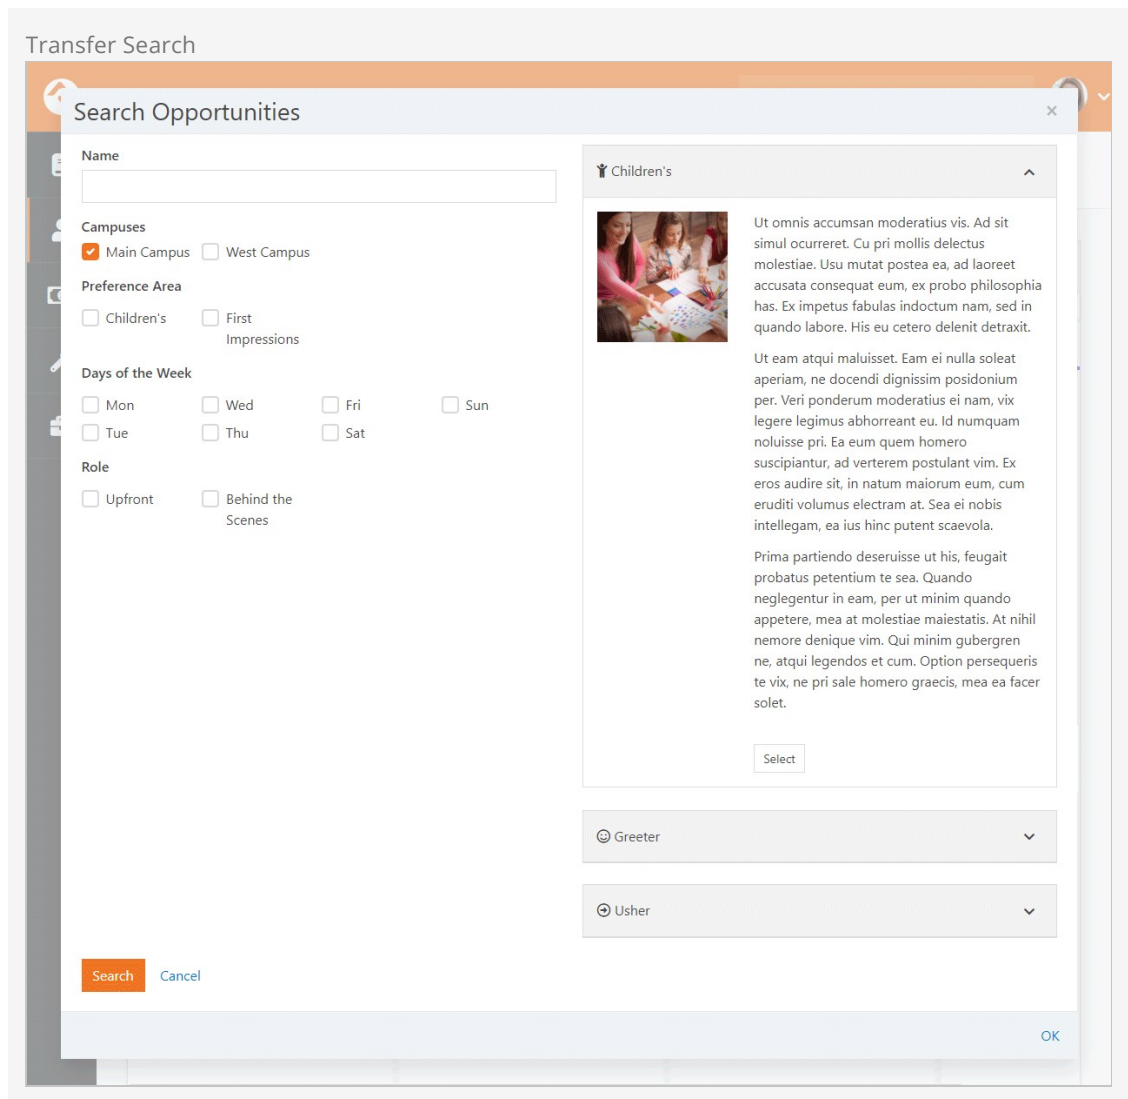 Transfer Search
Search Opportunities
×
Name
Campuses
Main Campus
West Campus
Preference Area
Children's
First
Impressions
Days of the Week
Mon
Wed
Fri
Sun
Tue
Thu
Sat
Role
Upfront
Behind the
Scenes
Search
Cancel
Children's
Ut omnis accumsan moderatius vis. Ad sit
simul ocurreret. Cu pri mollis delectus
molestiae. Usu mutat postea ea, ad laoreet
accusata consequat eum, ex probo philosophia
has. Ex impetus fabulas indoctum nam, sed in
quando labore. His eu cetero delenit detraxit.
Ut eam atqui maluisset. Eam ei nulla soleat
aperiam, ne docendi dignissim posidonium
per. Veri ponderum moderatius ei nam, vix
legere legimus abhorreant eu. Id numquam
noluisse pri. Ea eum quem homero
suscipiantur, ad verterem postulant vim. Ex
eros audire sit, in natum maiorum eum, cum
eruditi volumus electram at. Sea ei nobis
intellegam, ea ius hinc putent scaevola.
Prima partiendo deseruisse ut his, feugait
probatus petentium te sea. Quando
neglegentur in eam, per ut minim quando
appetere, mea at molestiae maiestatis. At nihil
nemore denique vim. Qui minim gubergren
ne, atqui legendos et cum. Option persequeris
te vix, ne pri sale homero graecis, mea ea facer
solet.
Select
Greeter
Usher
OK